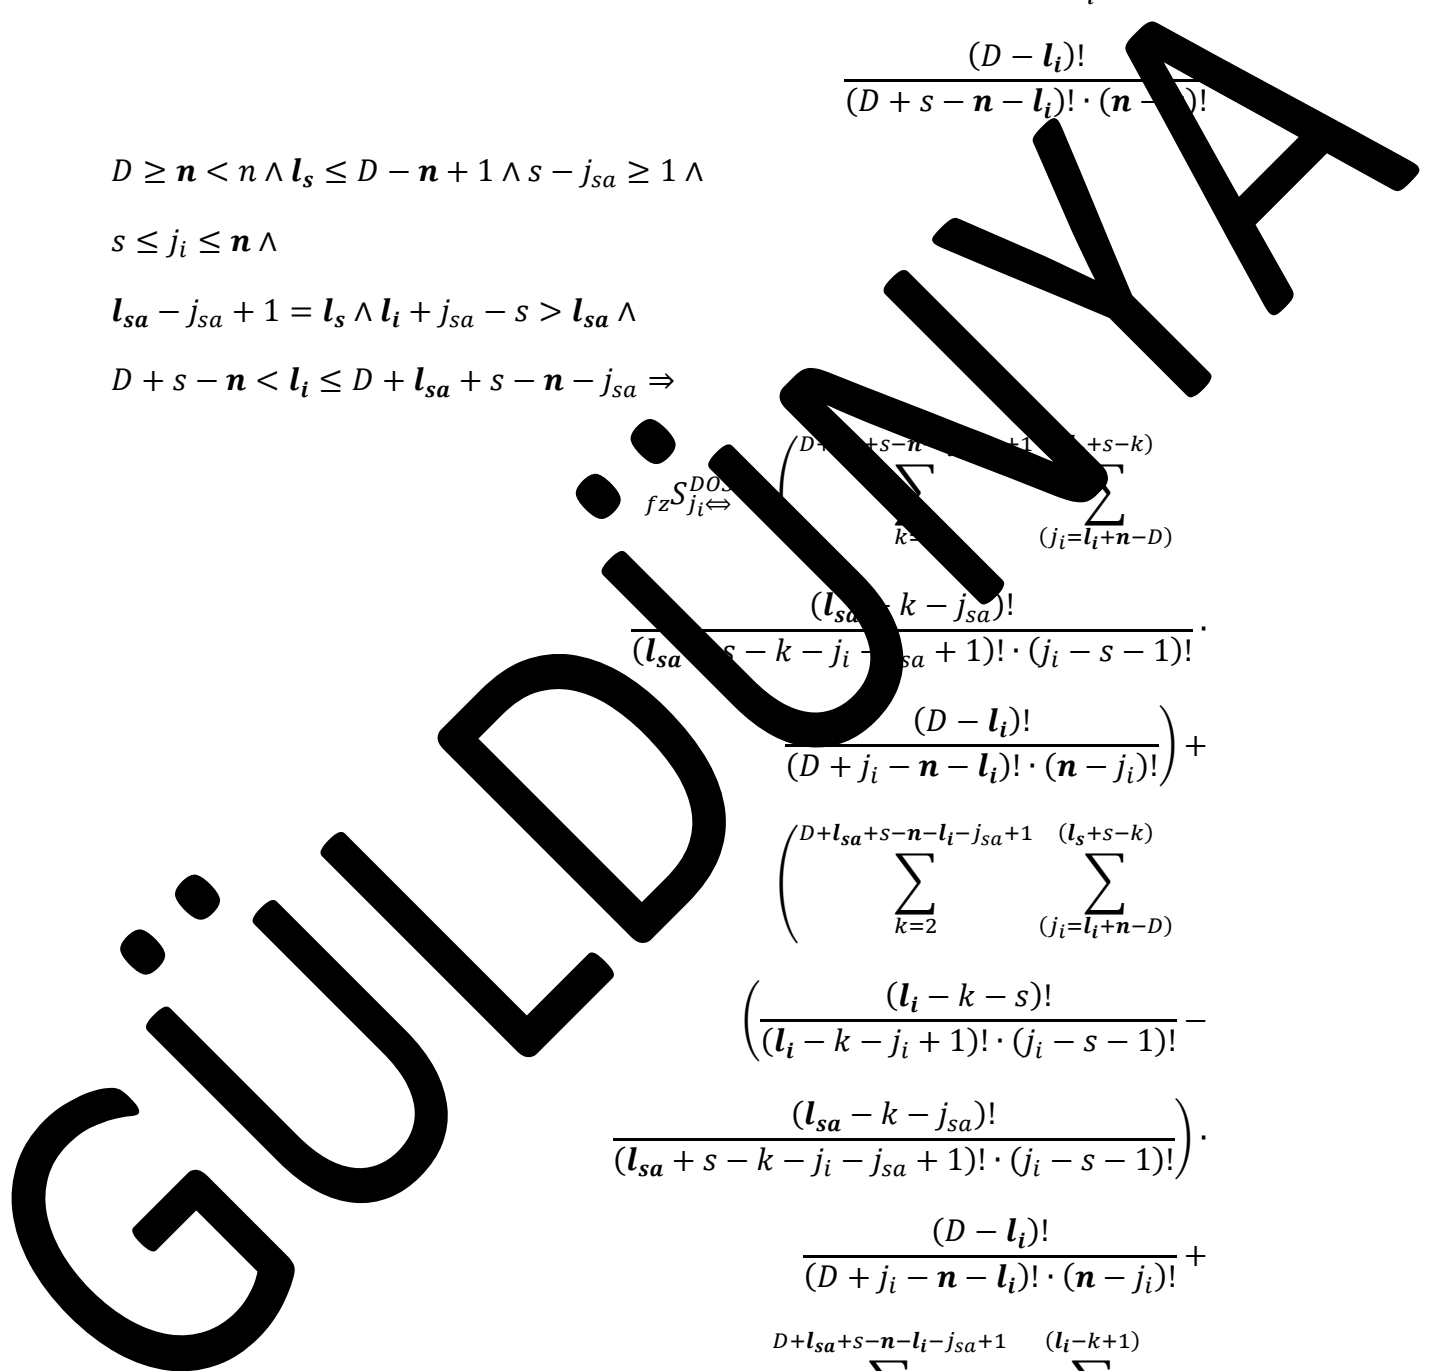 (D − l_i)!
(D + s − n − l_i)! · (n − )!
D ≥ n < n ∧ l_s ≤ D − n + 1 ∧ s − j_sa ≥ 1 ∧
s ≤ j_i ≤ n ∧
l_sa − j_sa + 1 = l_s ∧ l_i + j_sa − s > l_sa ∧
D + s − n < l_i ≤ D + l_sa + s − n − j_sa ⇒
+s−n +1 +s−k)
fz S j_i⇔ ( ∑ ∑
(j_i=l_i+n−D)
(l_sa − k − j_sa)!
(l_sa s − k − j_i − sa + 1)! · (j_i − s − 1)! ·
(D − l_i)!
(D + j_i − n − l_i)! · (n − j_i)! ) +
D+l_sa+s−n−l_i−j_sa+1 (l_s+s−k)
( ∑ ∑
k=2 (j_i=l_i+n−D)
( (l_i − k − s)!
(l_i − k − j_i + 1)! · (j_i − s − 1)! −
(l_sa − k − j_sa)!
(l_sa + s − k − j_i − j_sa + 1)! · (j_i − s − 1)! ) ·
(D − l_i)!
(D + j_i − n − l_i)! · (n − j_i)! +
D+l_sa+s−n−l_i−j_sa+1 (l_i−k+1)
∑ ∑
GÜLDÜNYA